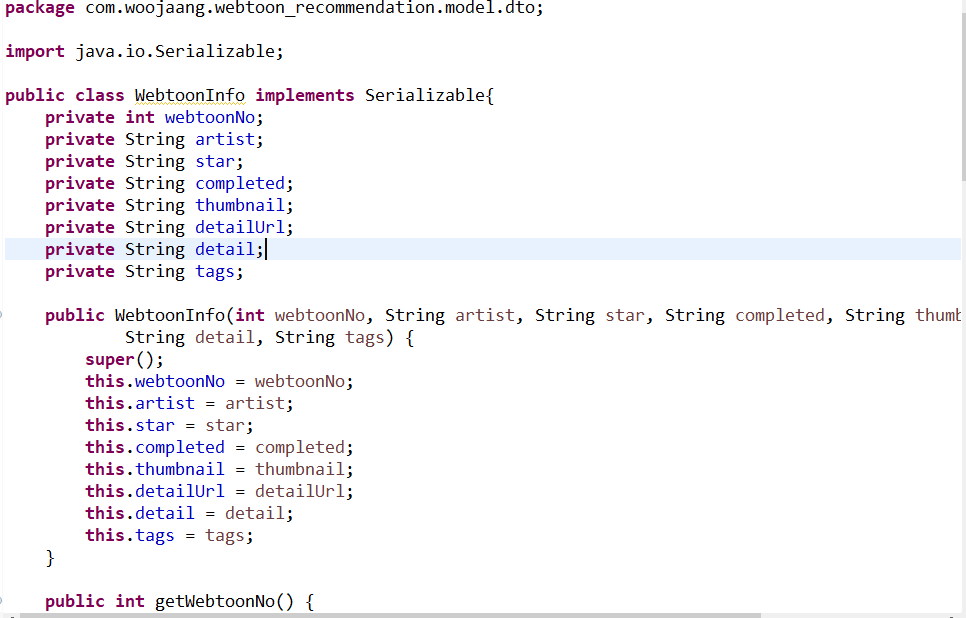 package com.woojaang.webtoon_recommendation.model.dto;
import java.io.Serializable;
public class WebtoonInfo implements Serializable{
private int webtoonNo;
private String artist;
private String star;
private String completed;
private String thumbnail;
private String detailUrl;
private String detail;
private String tags;
public WebtoonInfo(int webtoonNo, String artist, String star, String completed, String thumb
String detail, String tags) {
super();
this.webtoonNo = webtoonNo;
this.artist = artist;
this.star = star;
this.completed = completed;
this.thumbnail = thumbnail;
this.detailUrl = detailUrl;
this.detail = detail;
this.tags = tags;
}
public int getWebtoonNo() {